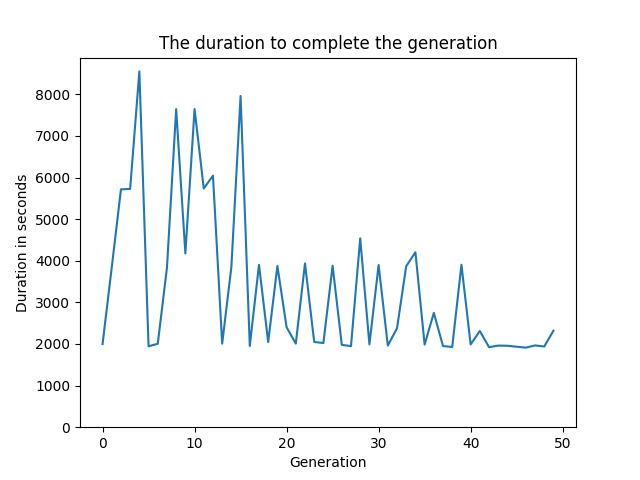 The duration to complete the generation
8000
7000
6000
5000
4000
3000
2000
1000
0
Duration in seconds
0 10 20 30 40 50
Generation